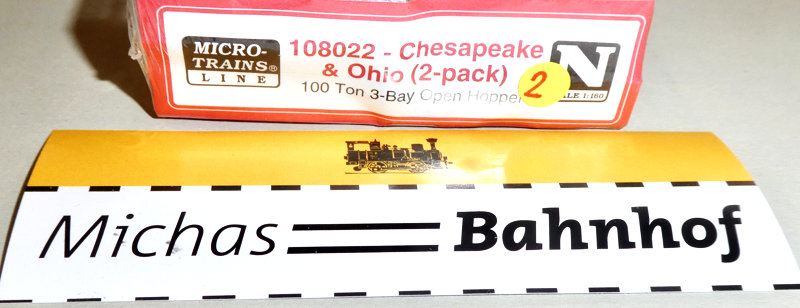 MICRO-
TRAINS®
LINE
108022 - Chesapeake
& Ohio (2-pack)
100 Ton 3-Bay Open Hopper
2
N
SCALE 1:160
Michas Bahnhof